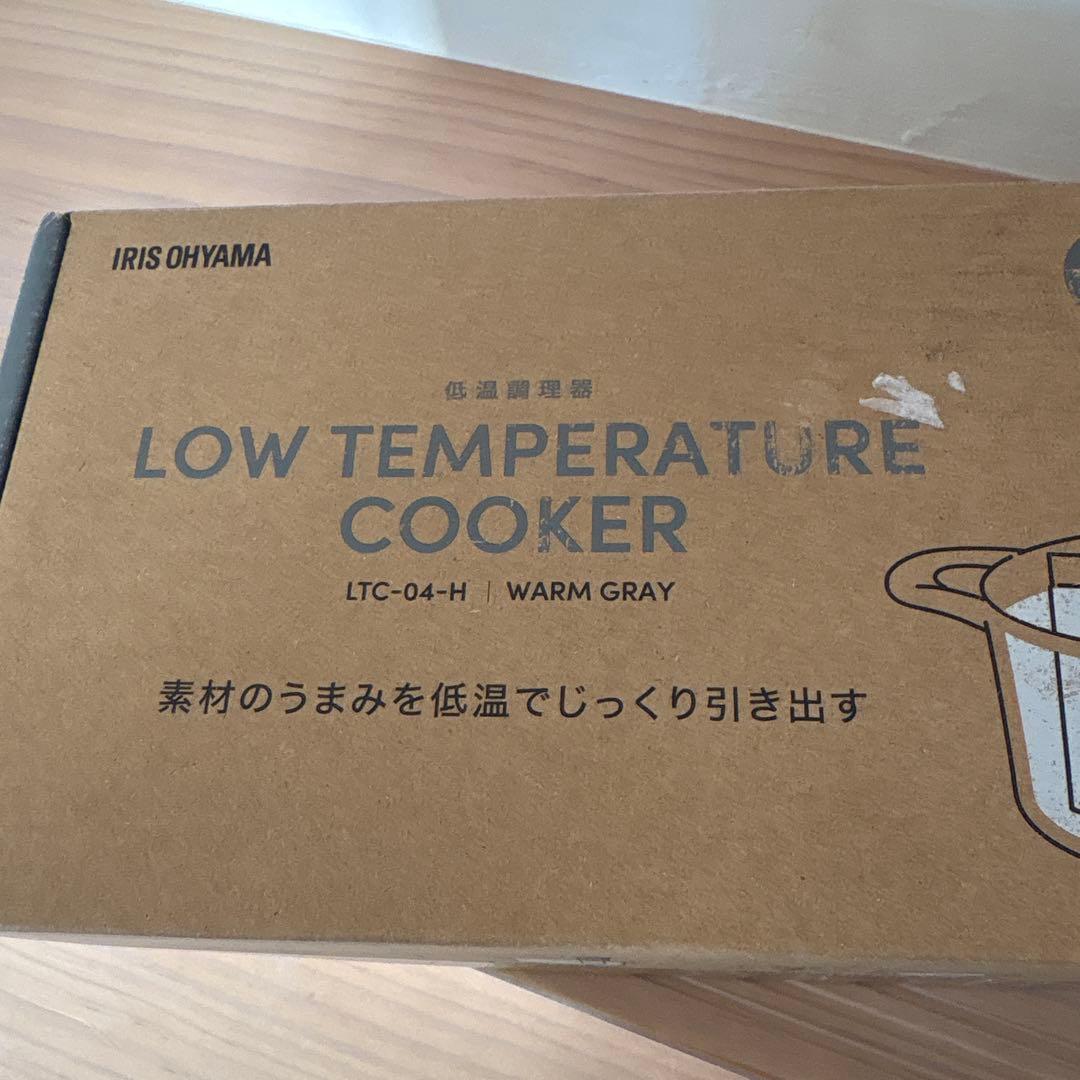 IRIS OHYAMA
低温調理器
LOW TEMPERATURE
COOKER
LTC-04-H | WARM GRAY
素材のうまみを低温でじっくり引き出す